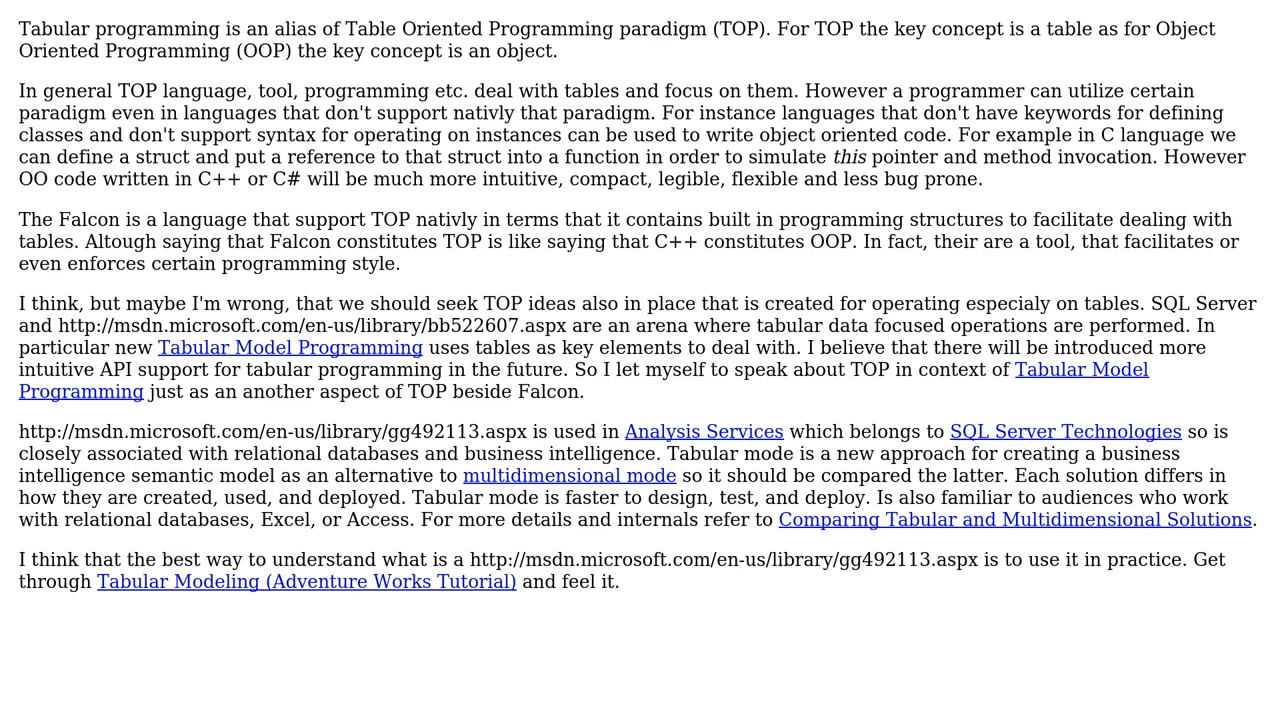 Tabular programming is an alias of Table Oriented Programming paradigm (TOP). For TOP the key concept is a table as for Object
Oriented Programming (OOP) the key concept is an object.
In general TOP language, tool, programming etc. deal with tables and focus on them. However a programmer can utilize certain
paradigm even in languages that don't support nativly that paradigm. For instance languages that don't have keywords for defining
classes and don't support syntax for operating on instances can be used to write object oriented code. For example in C language we
can define a struct and put a reference to that struct into a function in order to simulate this pointer and method invocation. However
OO code written in C++ or C# will be much more intuitive, compact, legible, flexible and less bug prone.
The Falcon is a language that support TOP nativly in terms that it contains built in programming structures to facilitate dealing with
tables. Altough saying that Falcon constitutes TOP is like saying that C++ constitutes OOP. In fact, their are a tool, that facilitates or
even enforces certain programming style.
I think, but maybe I'm wrong, that we should seek TOP ideas also in place that is created for operating especialy on tables. SQL Server
and http://msdn.microsoft.com/en-us/library/bb522607.aspx are an arena where tabular data focused operations are performed. In
particular new Tabular Model Programming uses tables as key elements to deal with. I believe that there will be introduced more
intuitive API support for tabular programming in the future. So I let myself to speak about TOP in context of Tabular Model
Programming just as an another aspect of TOP beside Falcon.
http://msdn.microsoft.com/en-us/library/gg492113.aspx is used in Analysis Services which belongs to SQL Server Technologies so is
closely associated with relational databases and business intelligence. Tabular mode is a new approach for creating a business
intelligence semantic model as an alternative to multidimensional mode so it should be compared the latter. Each solution differs in
how they are created, used, and deployed. Tabular mode is faster to design, test, and deploy. Is also familiar to audiences who work
with relational databases, Excel, or Access. For more details and internals refer to Comparing Tabular and Multidimensional Solutions.
I think that the best way to understand what is a http://msdn.microsoft.com/en-us/library/gg492113.aspx is to use it in practice. Get
through Tabular Modeling (Adventure Works Tutorial) and feel it.